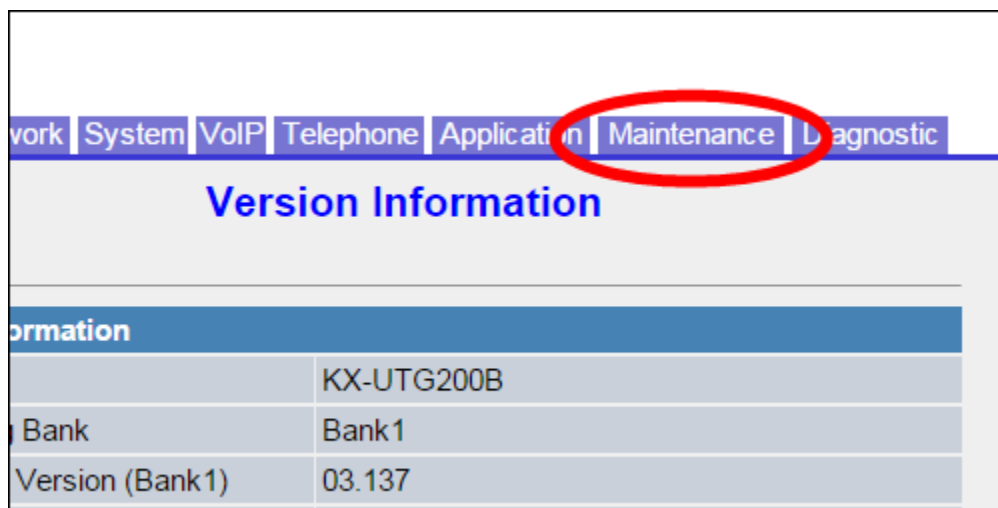 work System VoIP Telephone Application Maintenance Diagnostic
Version Information
ormation
KX-UTG200B
g Bank Bank1
Version (Bank1) 03.137